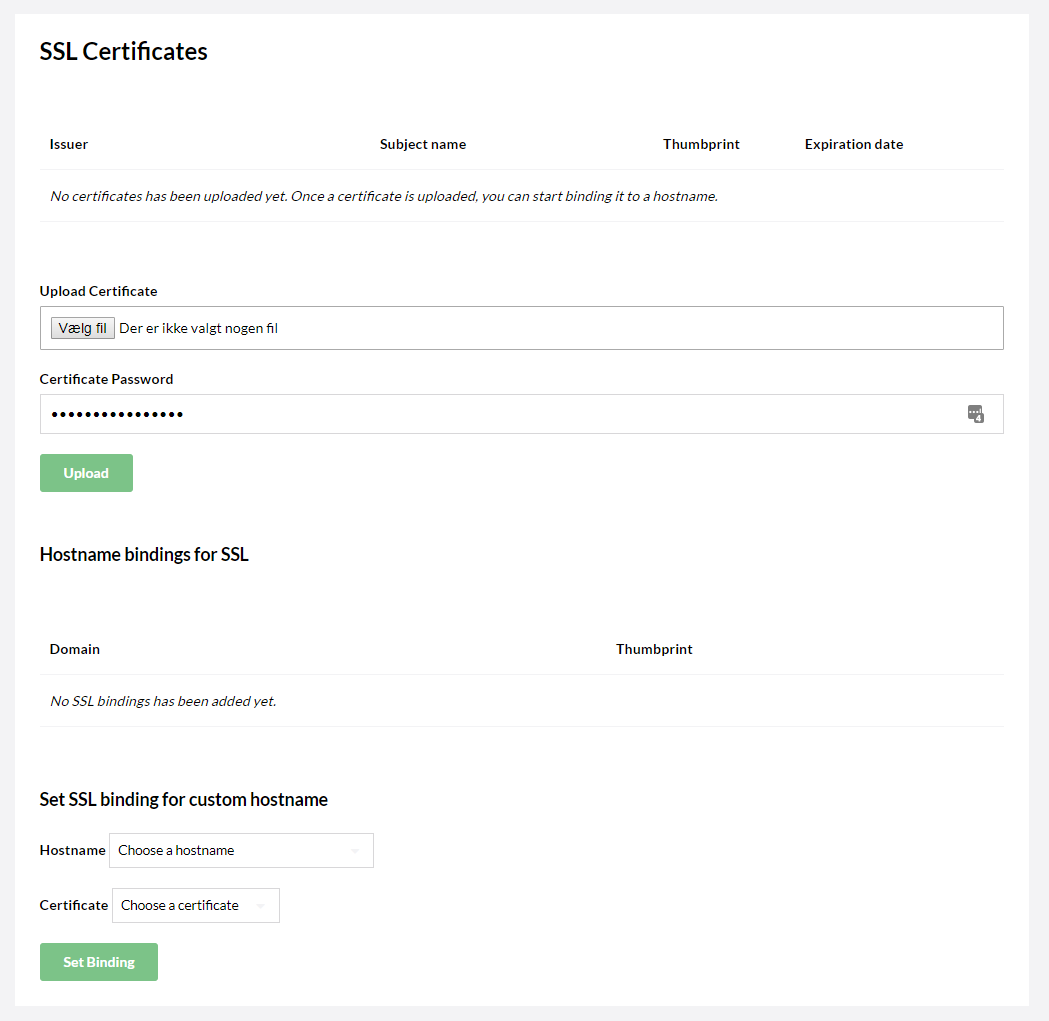 SSL Certificates
Issuer Subject name Thumbprint Expiration date
No certificates has been uploaded yet. Once a certificate is uploaded, you can start binding it to a hostname.
Upload Certificate
Vælg fil Der er ikke valgt nogen fil
Certificate Password
••••••••••••••••
4
Upload
Hostname bindings for SSL
Domain Thumbprint
No SSL bindings has been added yet.
Set SSL binding for custom hostname
Hostname Choose a hostname
Certificate Choose a certificate
Set Binding